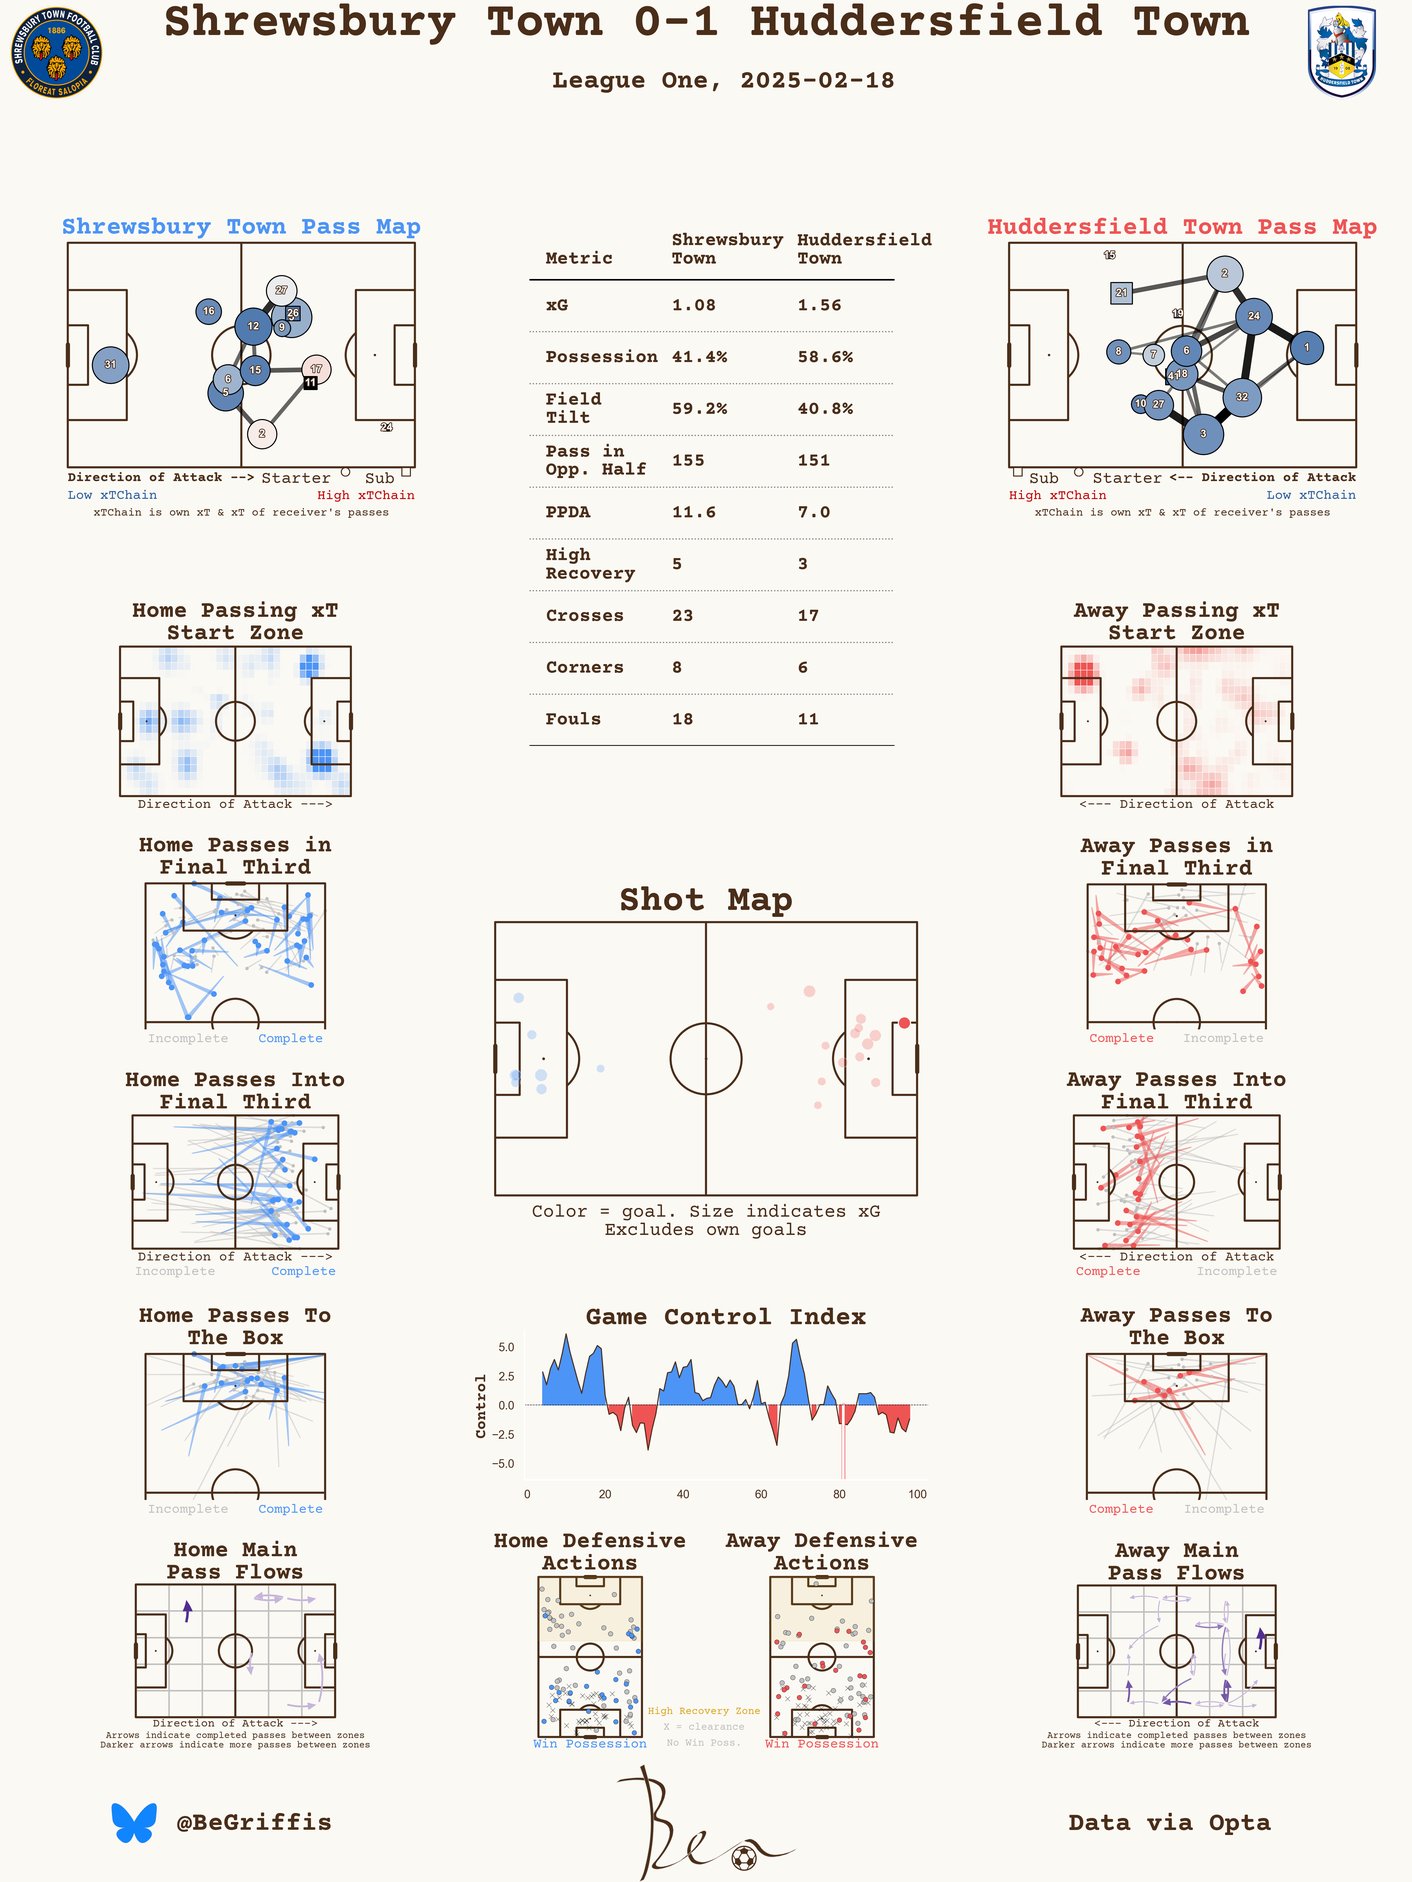 Shrewsbury Town 0-1 Huddersfield Town
League One, 2025-02-18
SHREWSBURY TOWN FOOTBALL CLUB
1886
FLOREAT SALOPIA
HUDDERSFIELD TOWN
Shrewsbury Town Pass Map
27
16
26
9
12
31
15
17
6
11
5
2
24
Direction of Attack --> Starter Sub
Low xTChain High xTChain
xTChain is own xT & xT of receiver's passes
Metric Shrewsbury Town Huddersfield Town
xG 1.08 1.56
Possession 41.4% 58.6%
Field Tilt 59.2% 40.8%
Pass in Opp. Half 155 151
PPDA 11.6 7.0
High Recovery 5 3
Crosses 23 17
Corners 8 6
Fouls 18 11
Huddersfield Town Pass Map
15
2
21
19
24
8
7
6
1
41
18
10
27
32
3
Sub Starter <-- Direction of Attack
High xTChain Low xTChain
xTChain is own xT & xT of receiver's passes
Home Passing xT
Start Zone
Direction of Attack --->
Away Passing xT
Start Zone
<--- Direction of Attack
Home Passes in
Final Third
Incomplete Complete
Away Passes in
Final Third
Complete Incomplete
Shot Map
Color = goal. Size indicates xG
Excludes own goals
Home Passes Into
Final Third
Direction of Attack --->
Incomplete Complete
Away Passes Into
Final Third
<--- Direction of Attack
Complete Incomplete
Home Passes To
The Box
Incomplete Complete
Game Control Index
Control
5.0
2.5
0.0
−2.5
−5.0
0 20 40 60 80 100
Away Passes To
The Box
Complete Incomplete
Home Main
Pass Flows
Direction of Attack --->
Arrows indicate completed passes between zones
Darker arrows indicate more passes between zones
Home Defensive
Actions
Win Possession
High Recovery Zone
X = clearance
No Win Poss.
Away Defensive
Actions
Win Possession
Away Main
Pass Flows
<--- Direction of Attack
Arrows indicate completed passes between zones
Darker arrows indicate more passes between zones
@BeGriffis
Ben
Data via Opta